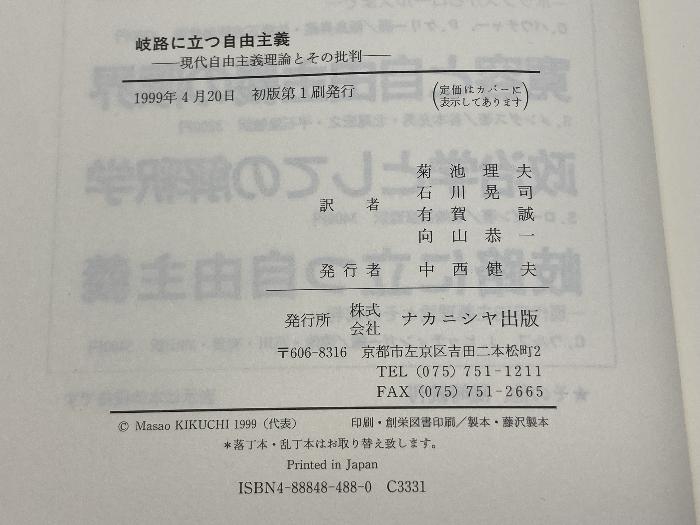 岐路に立つ自由主義
——現代自由主義理論とその批判——
1999年4月20日 初版第1刷発行
(定価はカバーに
表示してあります)
訳者
菊池理夫
石川晃司
有賀誠
向山恭一
発行者 中西健夫
発行所 株式会社 ナカニシヤ出版
〒606-8316 京都市左京区吉田二本松町2
TEL (075) 751-1211
FAX (075) 751-2665
© Masao KIKUCHI 1999 (代表) 印刷・創栄図書印刷/製本・藤沢製本
*落丁本・乱丁本はお取り替え致します。
Printed in Japan
ISBN4-88848-488-0 C3331